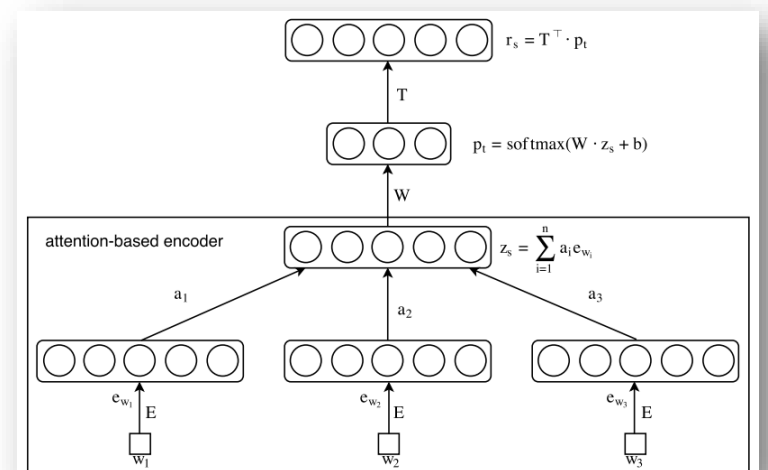 r_s = T^⊤ · p_t
T
p_t = softmax(W · z_s + b)
W
attention-based encoder
z_s = ∑_{i=1}^{n} a_i e_{w_i}
a_1
a_2
a_3
e_{w_1} E
e_{w_2} E
e_{w_3} E
w_1
w_2
w_3